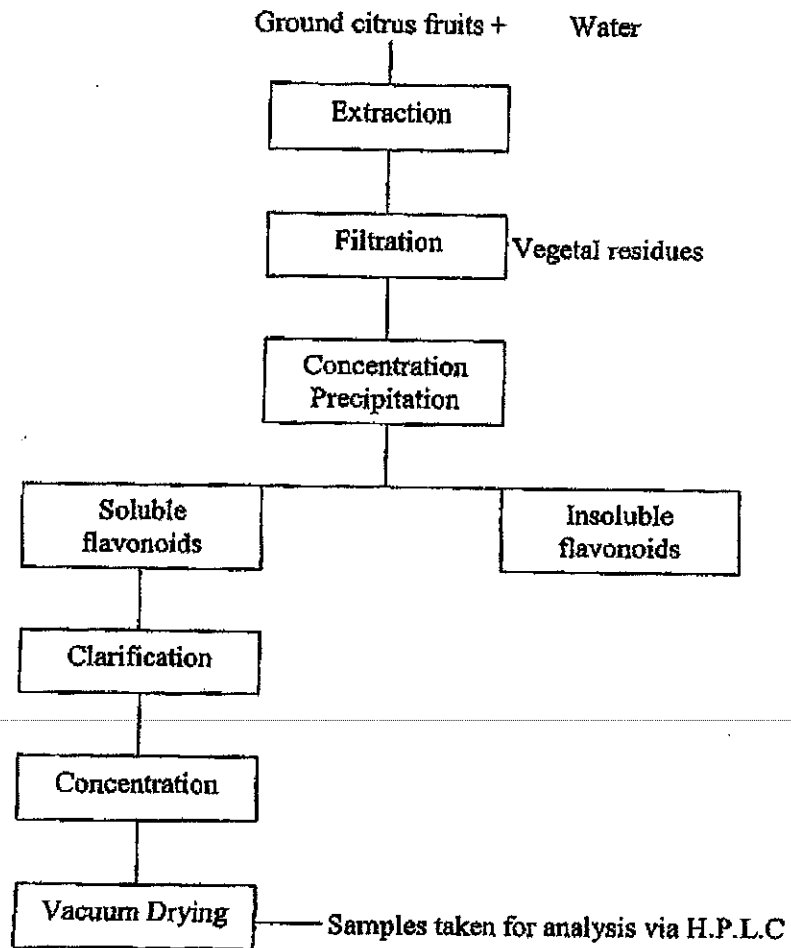 Ground citrus fruits + Water
Extraction
Filtration
Vegetal residues
Concentration
Precipitation
Soluble
flavonoids
Insoluble
flavonoids
Clarification
Concentration
Vacuum Drying
Samples taken for analysis via H.P.L.C